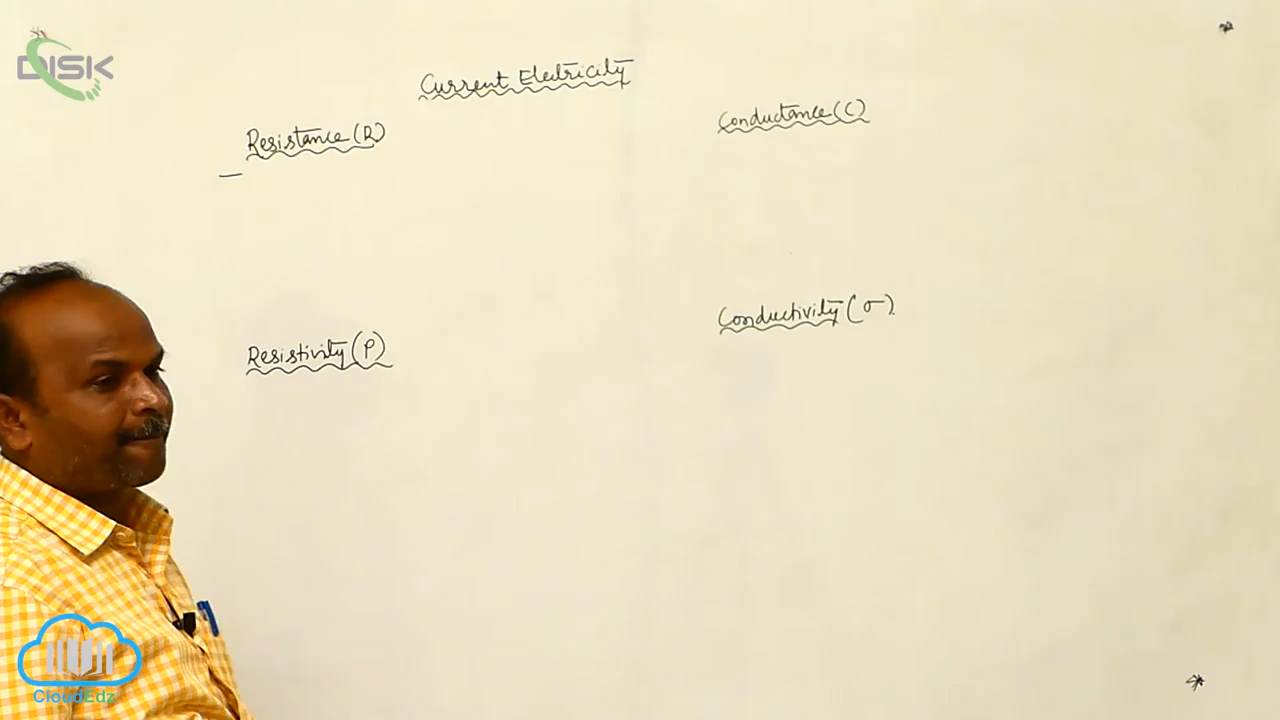 DISK
Current Electricity
Resistance (R)
Conductance (C)
Resistivity (ρ)
Conductivity (σ)
CloudEdz